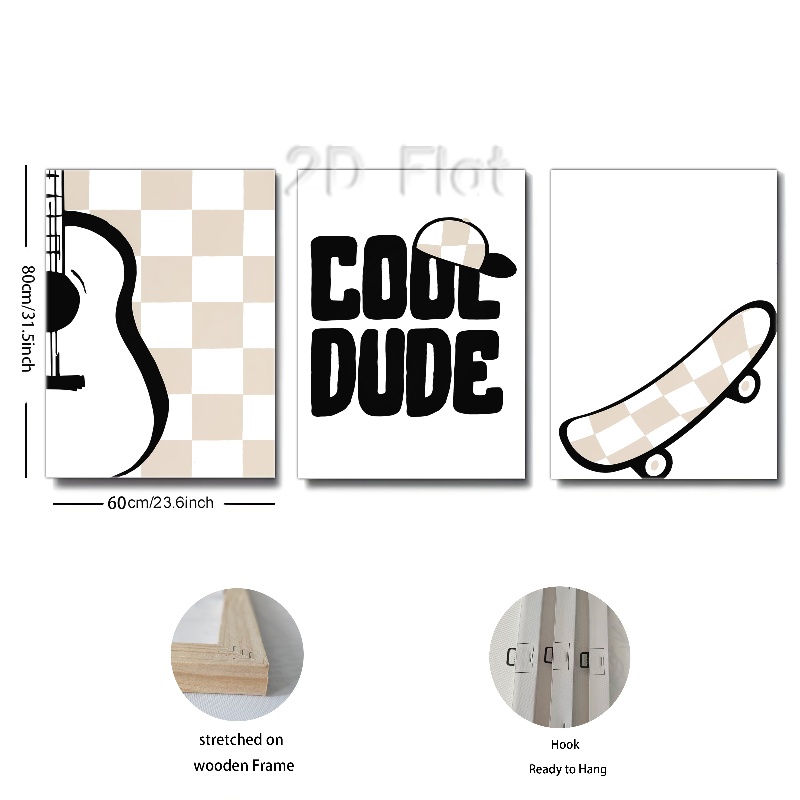 2D Flat
COOL
DUDE
80cm/31.5inch
60cm/23.6inch
stretched on
wooden Frame
Hook
Ready to Hang